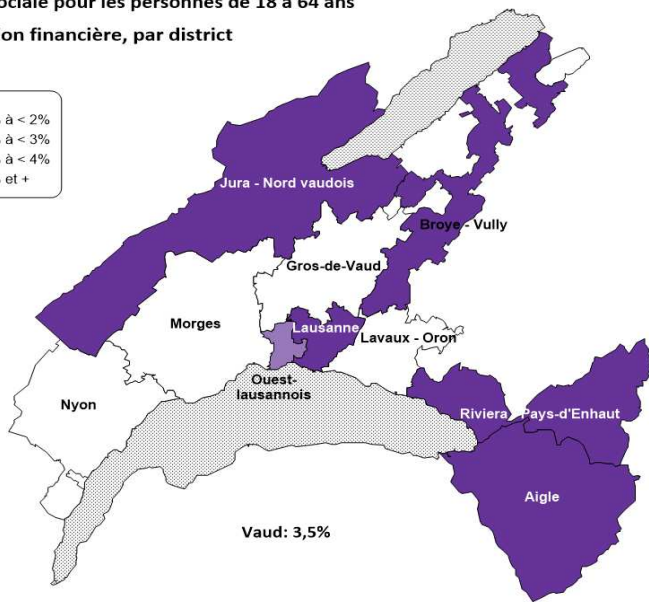 ociale pour les personnes de 18 à 64 ans
on financière, par district
à < 2%
à < 3%
à < 4%
et +
Jura - Nord vaudois
Broye - Vully
Gros-de-Vaud
Morges
Lausanne
Lavaux - Oron
Ouest-
lausannois
Nyon
Riviera Pays-d'Enhaut
Aigle
Vaud: 3,5%